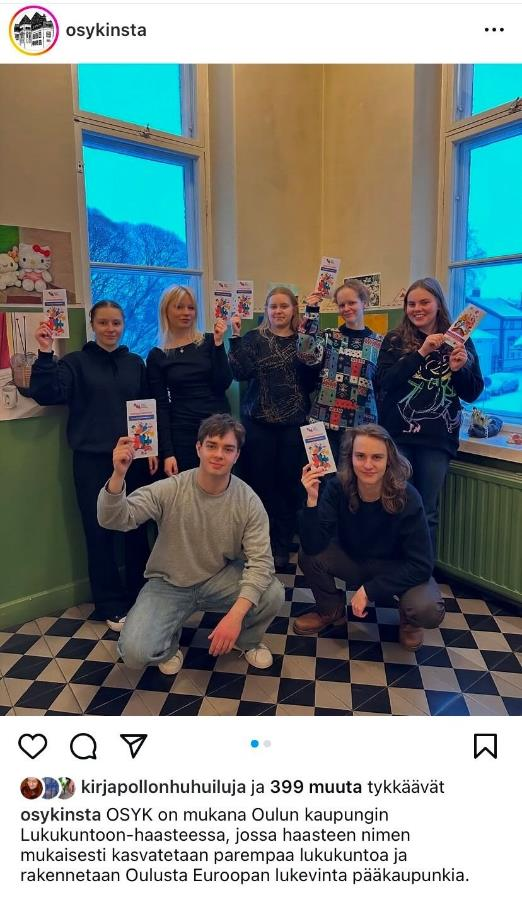 osykinsta
kirjapollonhuhuiluja ja 399 muuta tykkäävät
osykinsta OSYK on mukana Oulun kaupungin
Lukukuntoon-haasteessa, jossa haasteen nimen
mukaisesti kasvatetaan parempaa lukukuntoa ja
rakennetaan Oulusta Euroopan lukevinta pääkaupunkia.